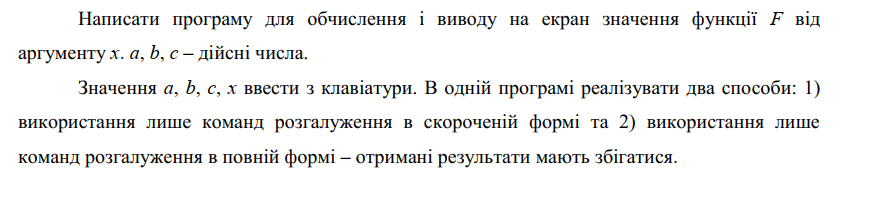 Написати програму для обчислення і виводу на екран значення функції F від
аргументу x. a, b, c – дійсні числа.
Значення a, b, c, x ввести з клавіатури. В одній програмі реалізувати два способи: 1)
використання лише команд розгалуження в скороченій формі та 2) використання лише
команд розгалуження в повній формі – отримані результати мають збігатися.